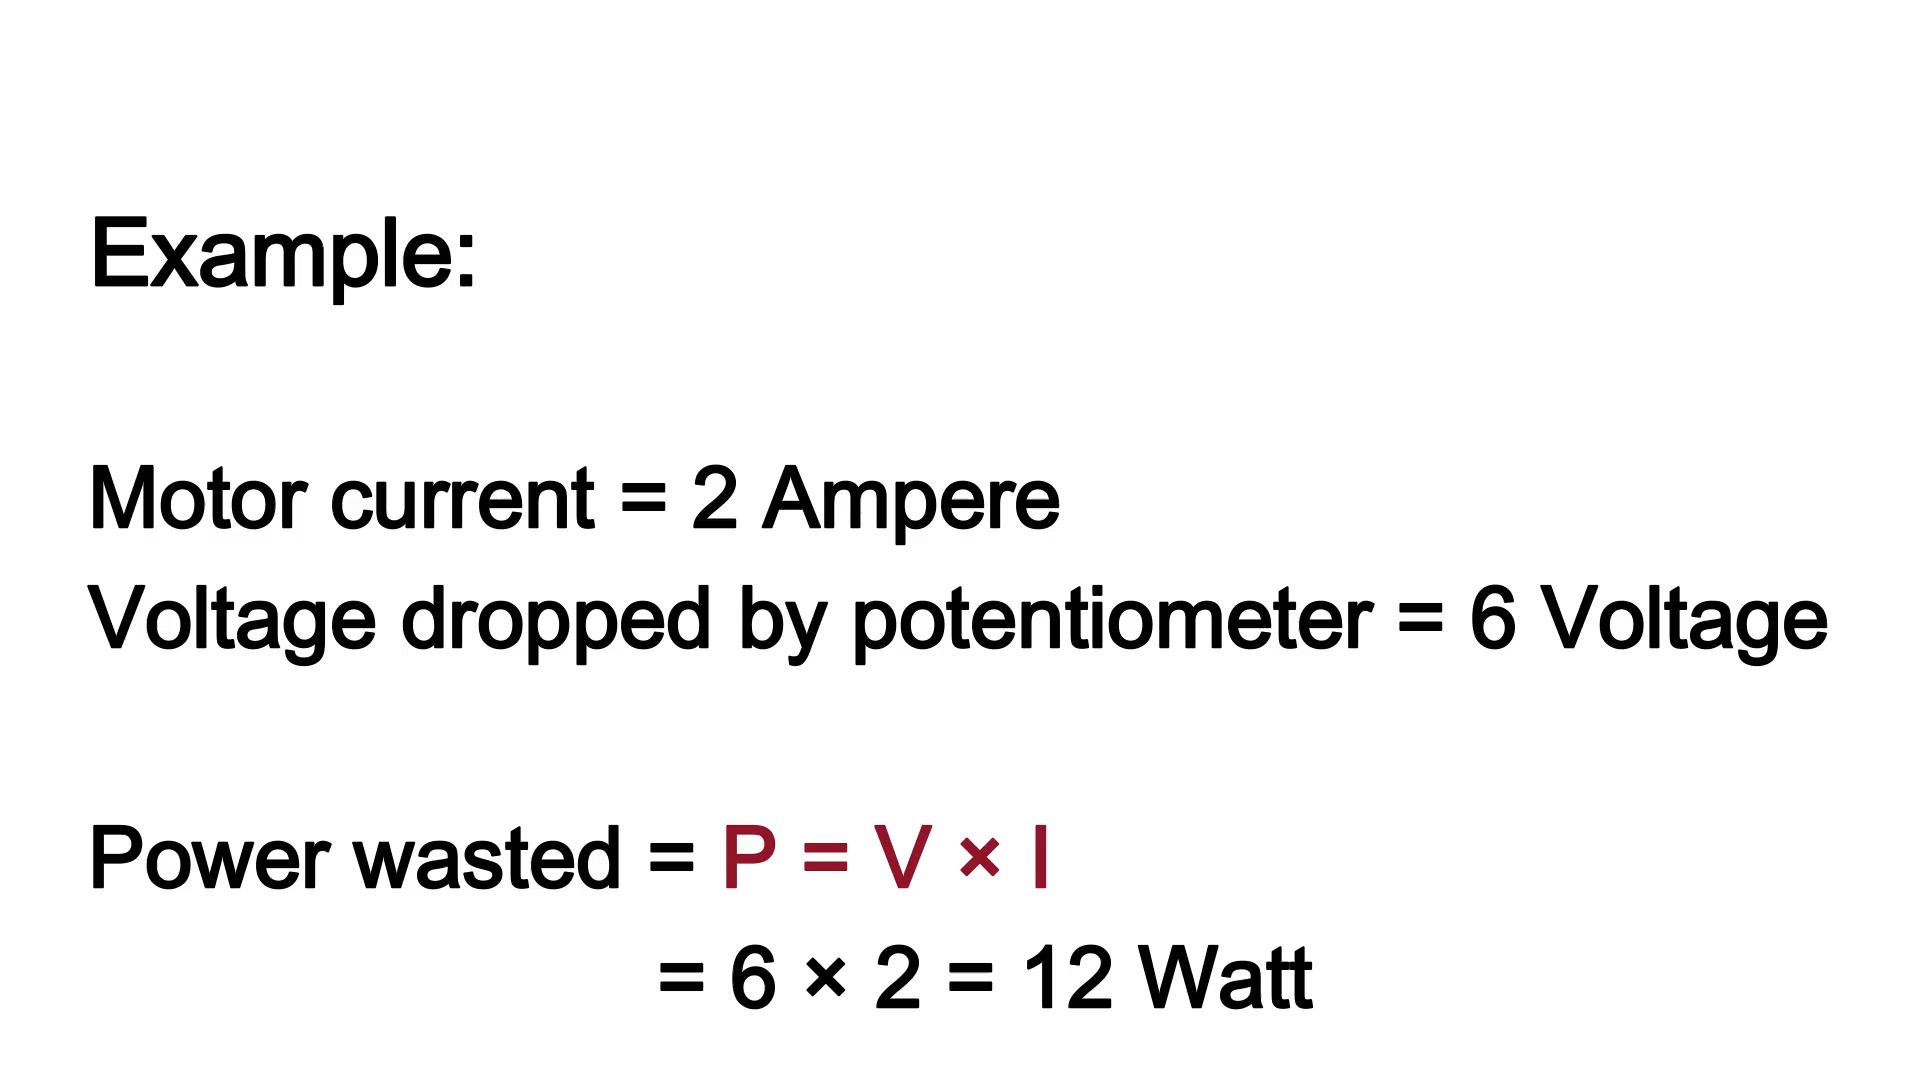 Example:
Motor current = 2 Ampere
Voltage dropped by potentiometer = 6 Voltage
Power wasted = P = V × I
= 6 × 2 = 12 Watt